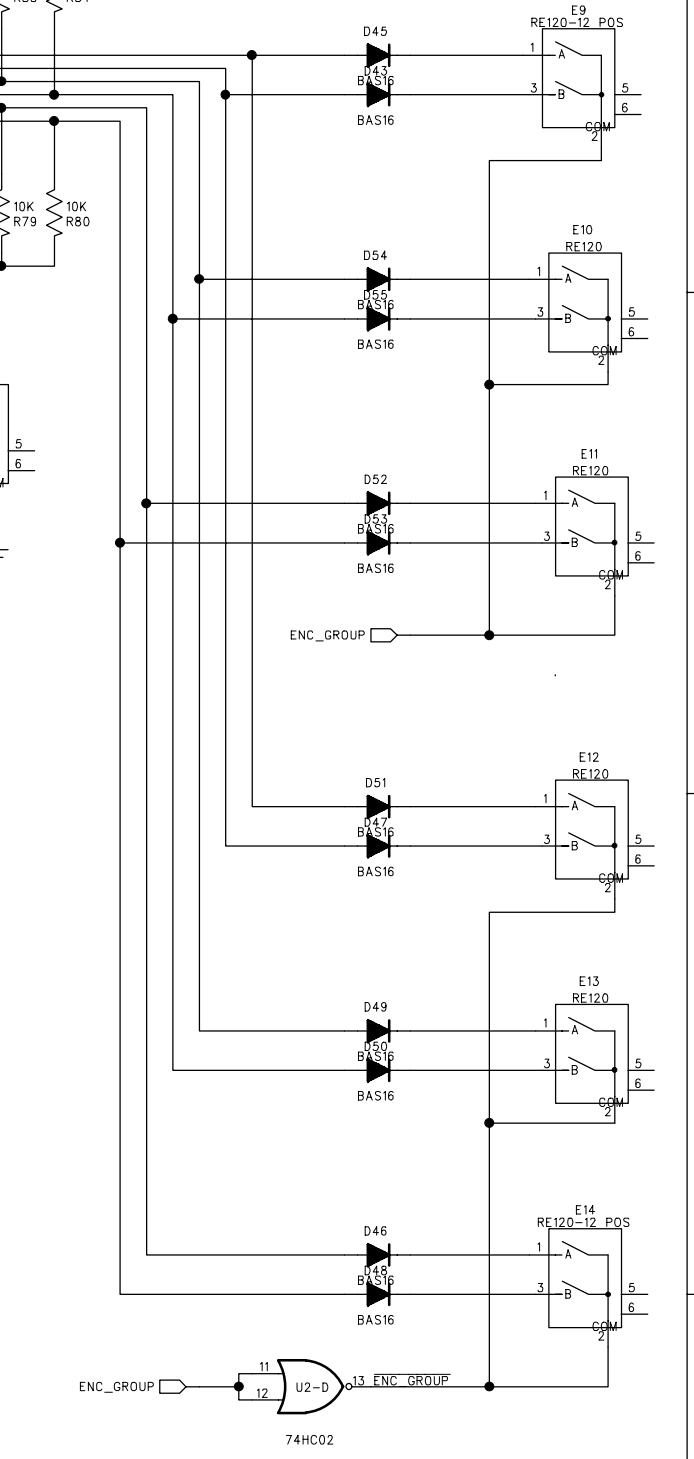 D45
E9
RE120-12 POS
1
A
D43
BAS16
3
B
5
6
BAS16
COM
2
10K
R79
10K
R80
D54
E10
RE120
1
A
D55
BAS16
3
B
5
6
BAS16
COM
2
5
6
D52
E11
RE120
1
A
D53
BAS16
3
B
5
6
BAS16
COM
2
ENC_GROUP
D51
E12
RE120
1
A
D47
BAS16
3
B
5
6
BAS16
COM
2
D49
E13
RE120
1
A
D50
BAS16
3
B
5
6
BAS16
COM
2
D46
E14
RE120-12 POS
1
A
D48
BAS16
3
B
5
6
BAS16
COM
2
ENC_GROUP
11
12
U2-D
13
ENC_GROUP
74HC02